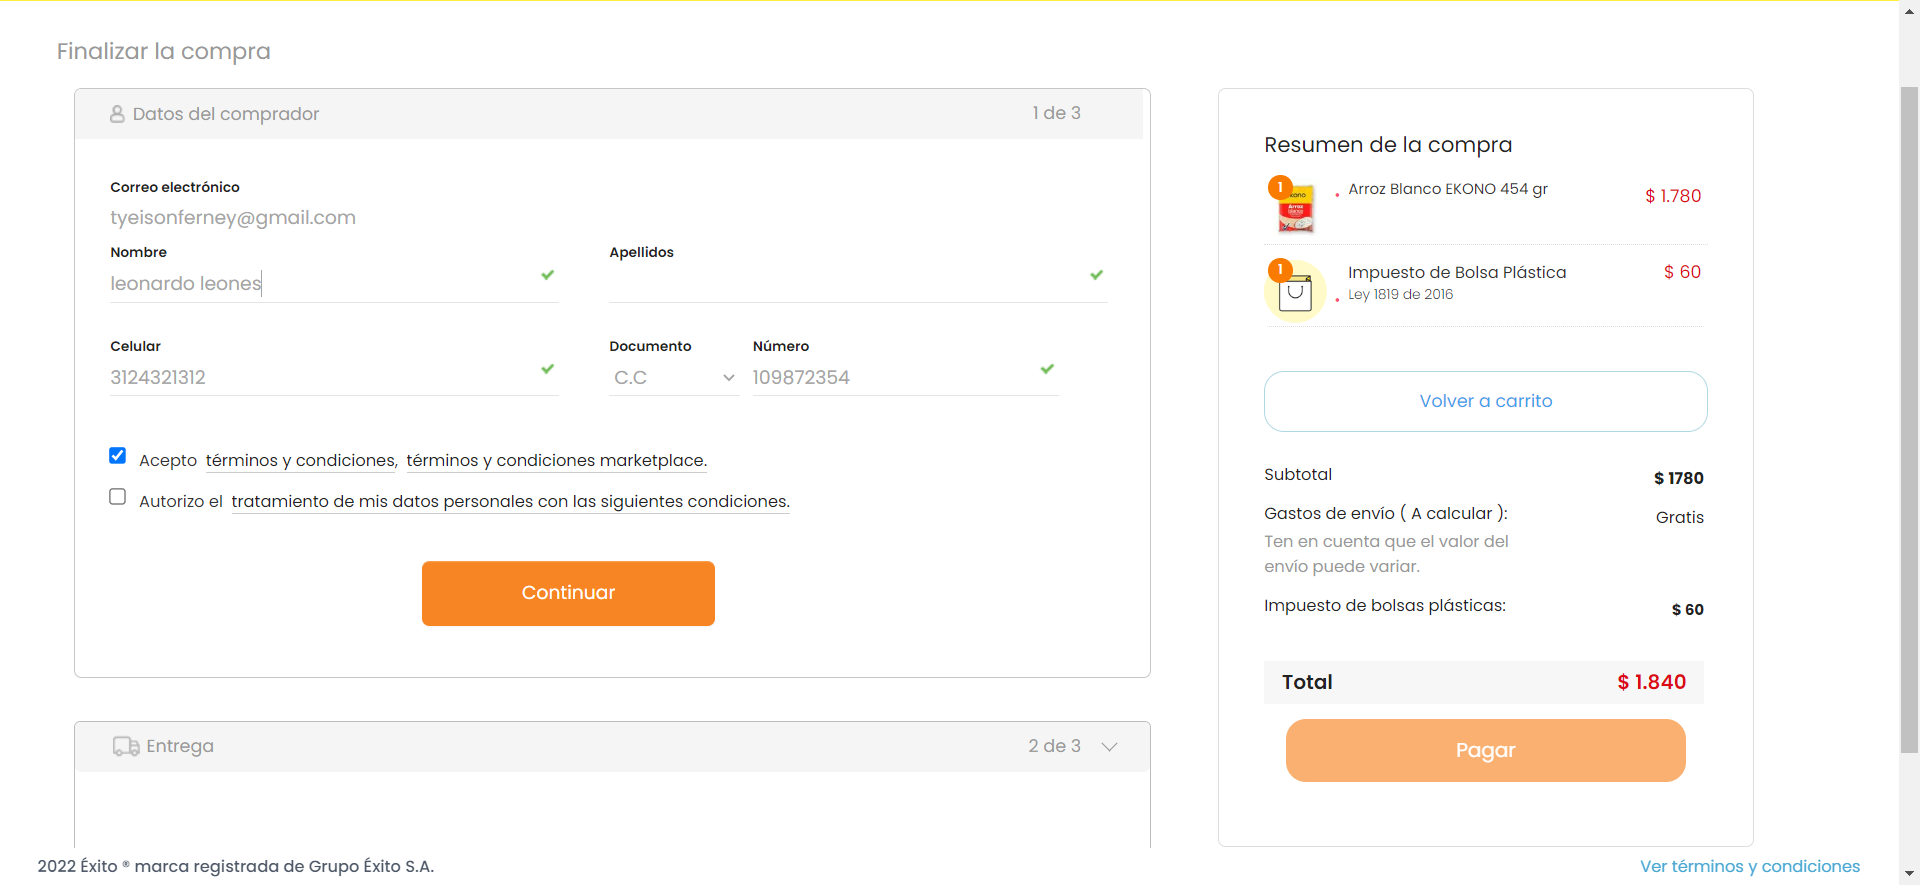 Finalizar la compra
Datos del comprador
1 de 3
Correo electrónico
tyeisonferney@gmail.com
Nombre
Apellidos
leonardo leones
Celular
Documento
Número
3124321312
C.C
109872354
Acepto términos y condiciones, términos y condiciones marketplace.
Autorizo el tratamiento de mis datos personales con las siguientes condiciones.
Continuar
Entrega
2 de 3
Resumen de la compra
1
Arroz Blanco EKONO 454 gr
$ 1.780
1
Impuesto de Bolsa Plástica
$ 60
Ley 1819 de 2016
Volver a carrito
Subtotal
$ 1780
Gastos de envío ( A calcular ):
Gratis
Ten en cuenta que el valor del
envío puede variar.
Impuesto de bolsas plásticas:
$ 60
Total
$ 1.840
Pagar
2022 Éxito ® marca registrada de Grupo Éxito S.A.
Ver términos y condiciones